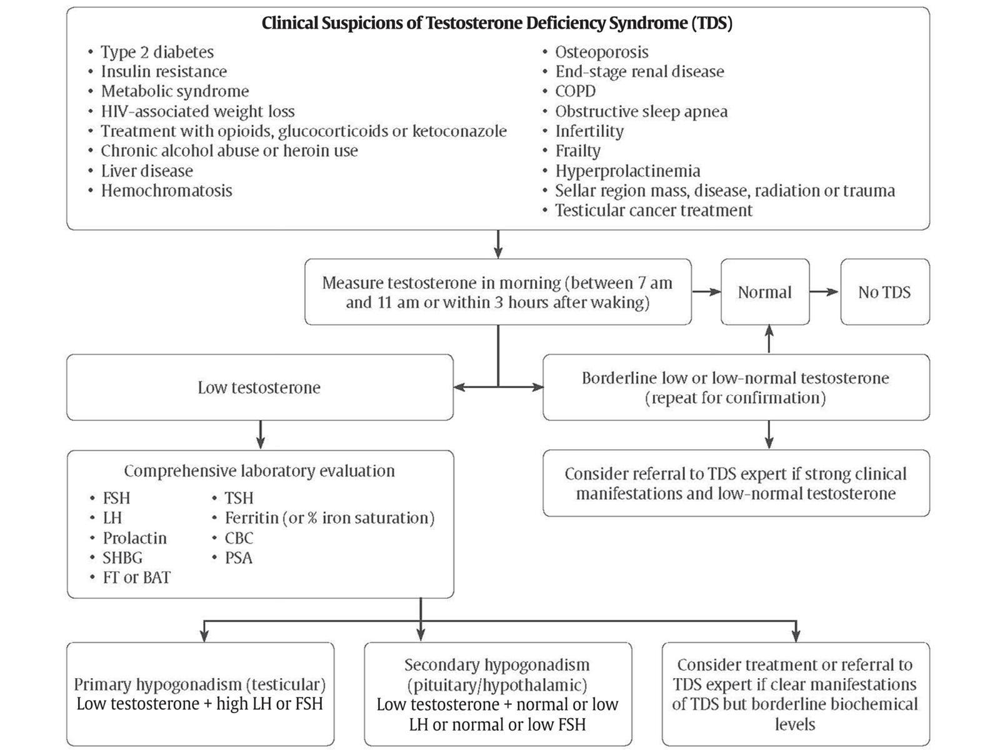 Clinical Suspicions of Testosterone Deficiency Syndrome (TDS)
• Type 2 diabetes
• Insulin resistance
• Metabolic syndrome
• HIV-associated weight loss
• Treatment with opioids, glucocorticoids or ketoconazole
• Chronic alcohol abuse or heroin use
• Liver disease
• Hemochromatosis
• Osteoporosis
• End-stage renal disease
• COPD
• Obstructive sleep apnea
• Infertility
• Frailty
• Hyperprolactinemia
• Sellar region mass, disease, radiation or trauma
• Testicular cancer treatment
Measure testosterone in morning (between 7 am
and 11 am or within 3 hours after waking)
Normal
No TDS
Low testosterone
Borderline low or low-normal testosterone
(repeat for confirmation)
Comprehensive laboratory evaluation
• FSH
• LH
• Prolactin
• SHBG
• FT or BAT
• TSH
• Ferritin (or % iron saturation)
• CBC
• PSA
Consider referral to TDS expert if strong clinical
manifestations and low-normal testosterone
Primary hypogonadism (testicular)
Low testosterone + high LH or FSH
Secondary hypogonadism
(pituitary/hypothalamic)
Low testosterone + normal or low
LH or normal or low FSH
Consider treatment or referral to
TDS expert if clear manifestations
of TDS but borderline biochemical
levels